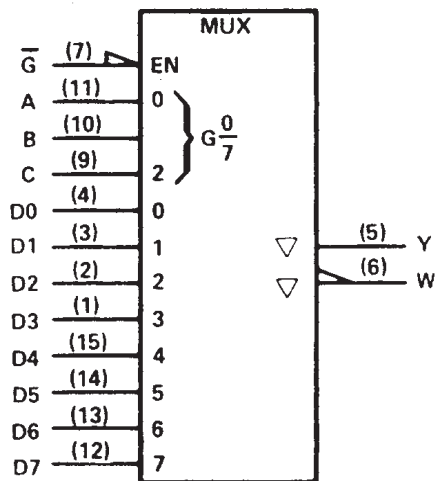 MUX
G̅ (7) EN
A (11) 0
B (10)
G 0/7
C (9) 2
D0 (4) 0
D1 (3) 1 ▽ (5) Y
D2 (2) 2 ▽ (6) W
D3 (1) 3
D4 (15) 4
D5 (14) 5
D6 (13) 6
D7 (12) 7